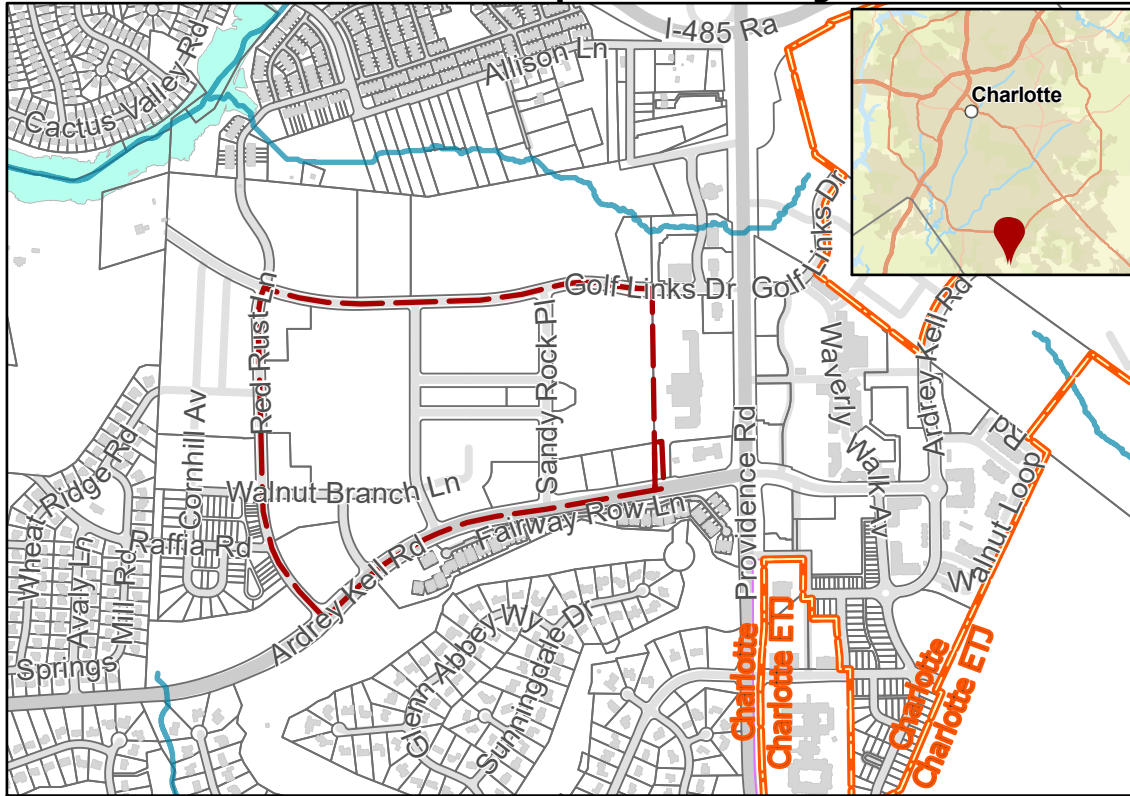 I-485 Ra
Allison Ln
Cactus Valley Rd
Charlotte
Golf Links Dr
Golf Links Dr
Red Rust Ln
Sandy Rock Pl
Waverly Walk Av
Ardrey Kell Rd
Providence Rd
Wheat Ridge Rd
Cornhill Av
Walnut Branch Ln
Raffia Rd
Fairway Row Ln
Ardrey Kell Rd
Walnut Loop Rd
Avaly Ln
Mill Rd
Springs
Glenn Abbey Wy
Sunningdale Dr
Charlotte
Charlotte ETJ
Charlotte
Charlotte ETJ